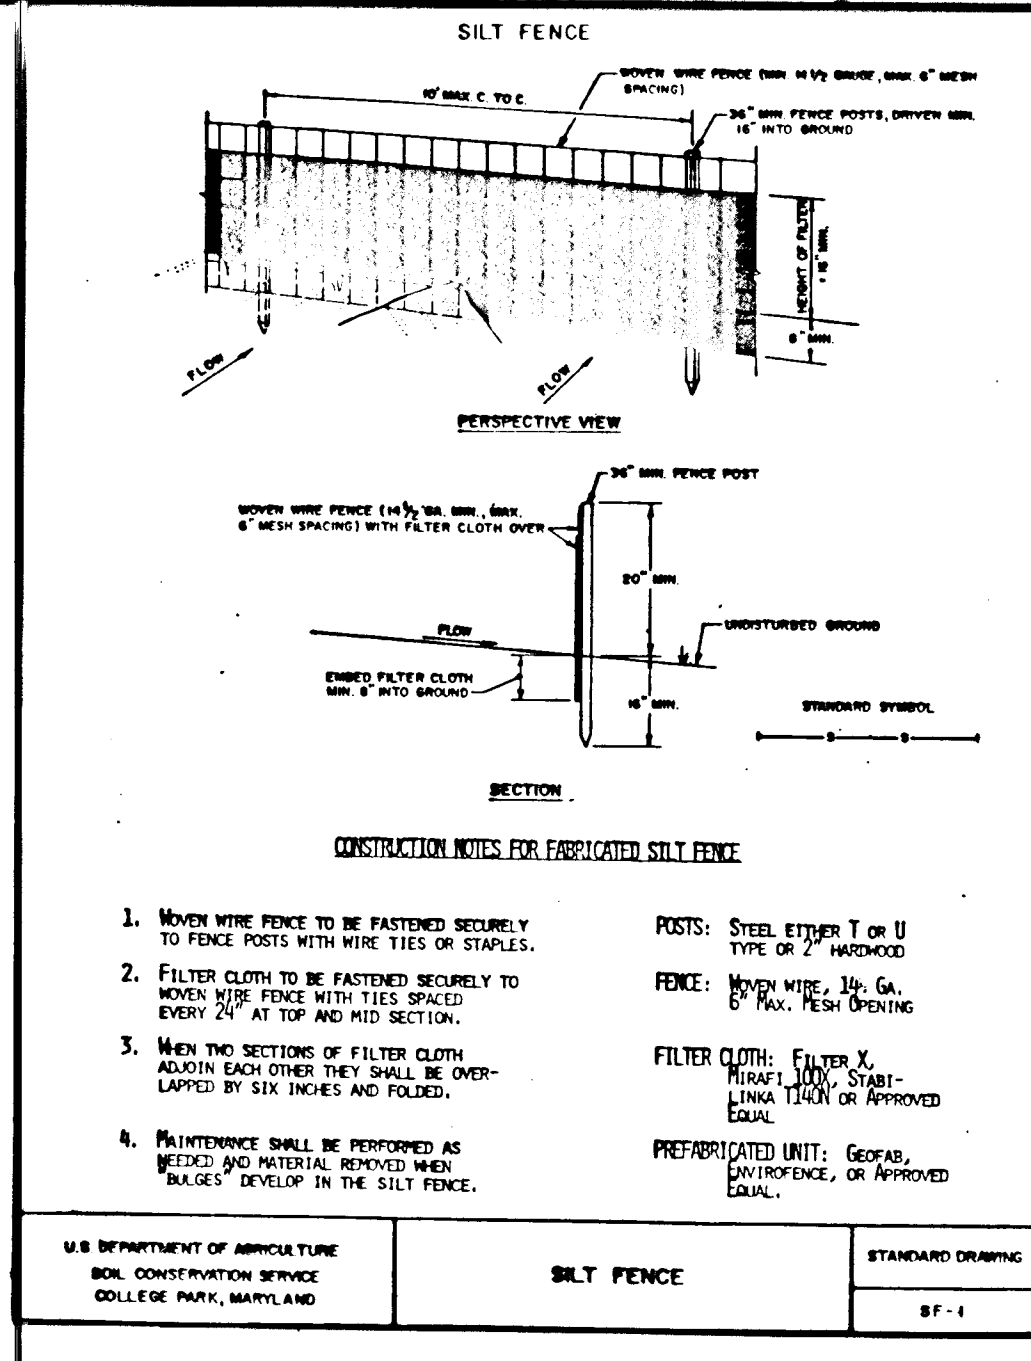 SILT FENCE
WOVEN WIRE FENCE (MIN. 14 1/2 GAUGE, MAX. 6" MESH
SPACING)
10' MAX. C. TO C.
36" MIN. FENCE POSTS, DRIVEN MIN.
16" INTO GROUND
HEIGHT OF FILTER
16" MIN.
8" MIN.
FLOW
FLOW
PERSPECTIVE VIEW
36" MIN. FENCE POST
WOVEN WIRE FENCE (14 1/2 GA. MIN., MAX.
6" MESH SPACING) WITH FILTER CLOTH OVER
20" MIN.
FLOW
UNDISTURBED GROUND
EMBED FILTER CLOTH
MIN. 8" INTO GROUND
16" MIN.
STANDARD SYMBOL
S S
SECTION
CONSTRUCTION NOTES FOR FABRICATED SILT FENCE
1. WOVEN WIRE FENCE TO BE FASTENED SECURELY
TO FENCE POSTS WITH WIRE TIES OR STAPLES.
2. FILTER CLOTH TO BE FASTENED SECURELY TO
WOVEN WIRE FENCE WITH TIES SPACED
EVERY 24" AT TOP AND MID SECTION.
3. WHEN TWO SECTIONS OF FILTER CLOTH
ADJOIN EACH OTHER THEY SHALL BE OVER-
LAPPED BY SIX INCHES AND FOLDED.
4. MAINTENANCE SHALL BE PERFORMED AS
NEEDED AND MATERIAL REMOVED WHEN
"BULGES" DEVELOP IN THE SILT FENCE.
POSTS: STEEL EITHER T OR U
TYPE OR 2" HARDWOOD
FENCE: WOVEN WIRE, GA.
6" MAX. MESH OPENING
FILTER CLOTH: FILTER X,
MIRAFI 100X, STABI-
LINKA T140N OR APPROVED
EQUAL
PREFABRICATED UNIT: GEOFAB,
ENVIROFENCE, OR APPROVED
EQUAL.
U.S. DEPARTMENT OF AGRICULTURE
SOIL CONSERVATION SERVICE
COLLEGE PARK, MARYLAND
SILT FENCE
STANDARD DRAWING
SF-1